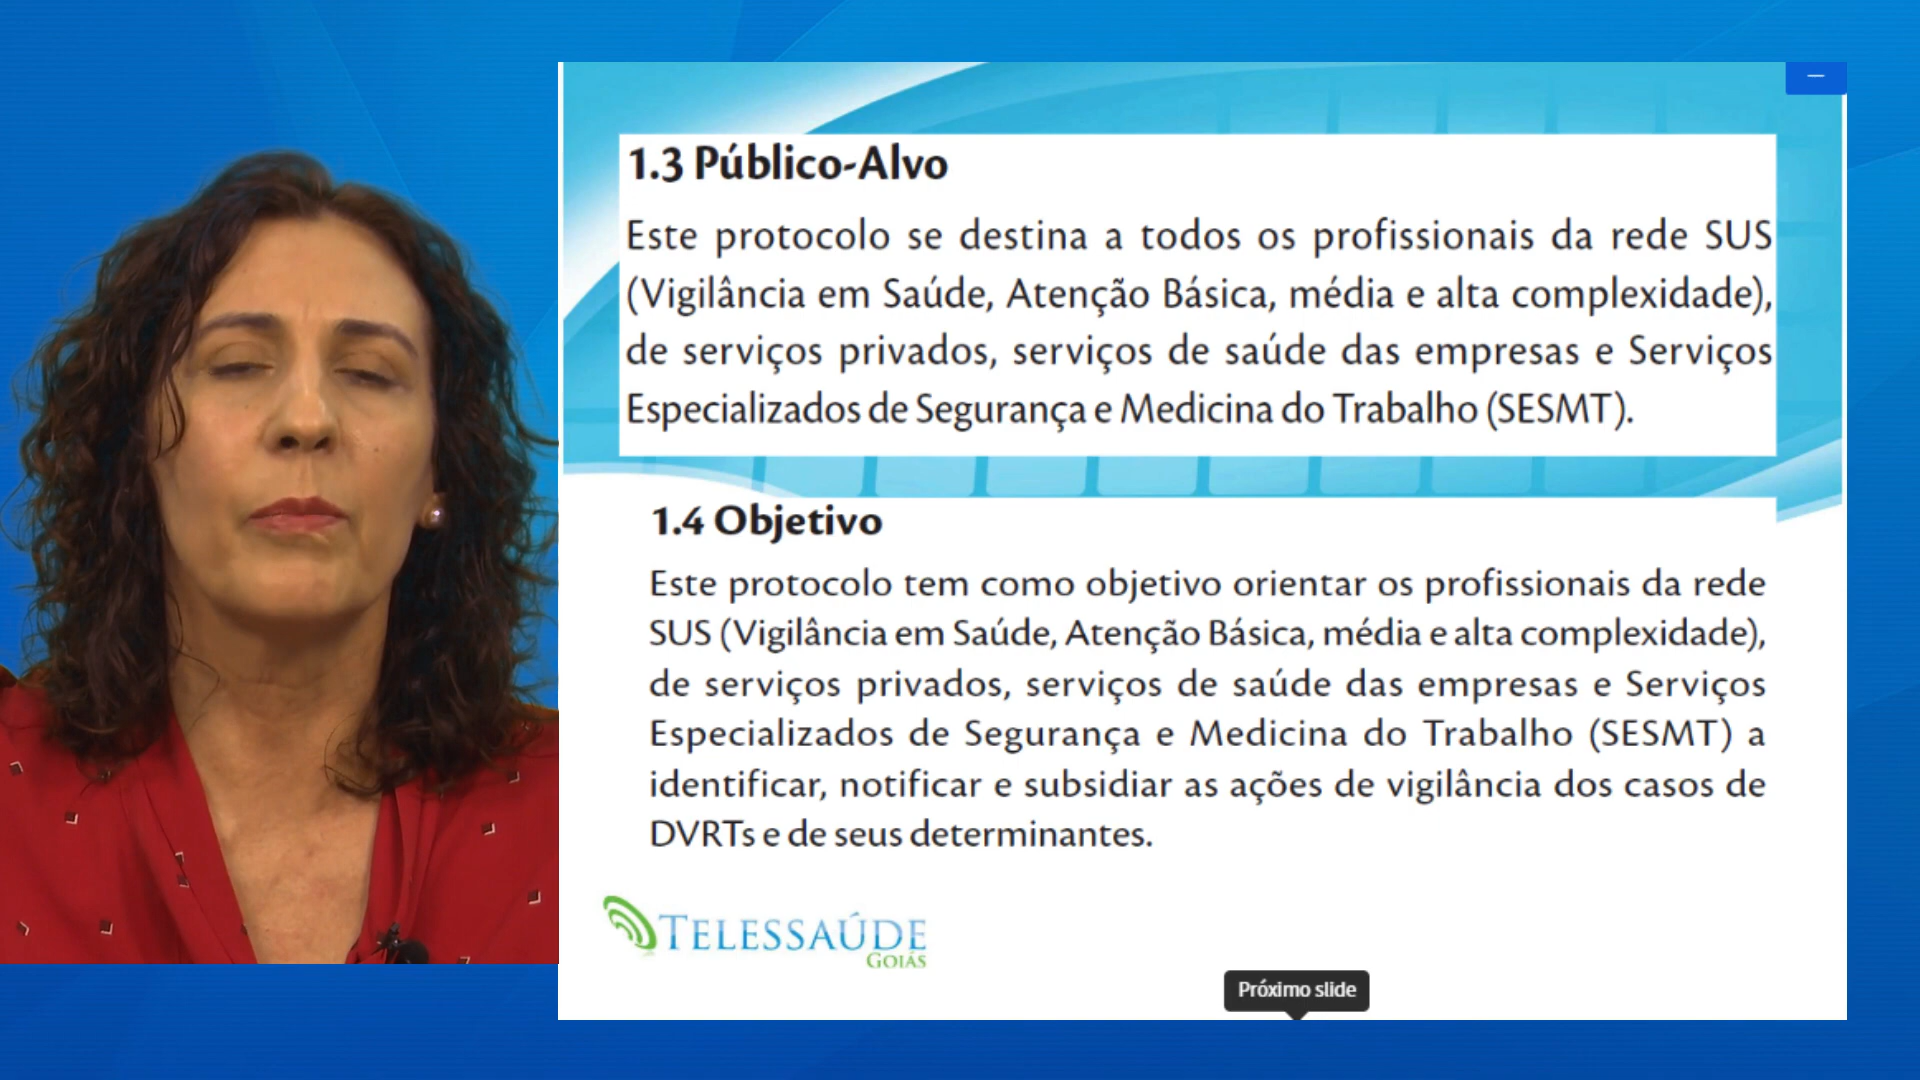 1.3 Público-Alvo
Este protocolo se destina a todos os profissionais da rede SUS
(Vigilância em Saúde, Atenção Básica, média e alta complexidade),
de serviços privados, serviços de saúde das empresas e Serviços
Especializados de Segurança e Medicina do Trabalho (SESMT).
1.4 Objetivo
Este protocolo tem como objetivo orientar os profissionais da rede
SUS (Vigilância em Saúde, Atenção Básica, média e alta complexidade),
de serviços privados, serviços de saúde das empresas e Serviços
Especializados de Segurança e Medicina do Trabalho (SESMT) a
identificar, notificar e subsidiar as ações de vigilância dos casos de
DVRTs e de seus determinantes.
TELESSAÚDE
GOIÁS
Próximo slide